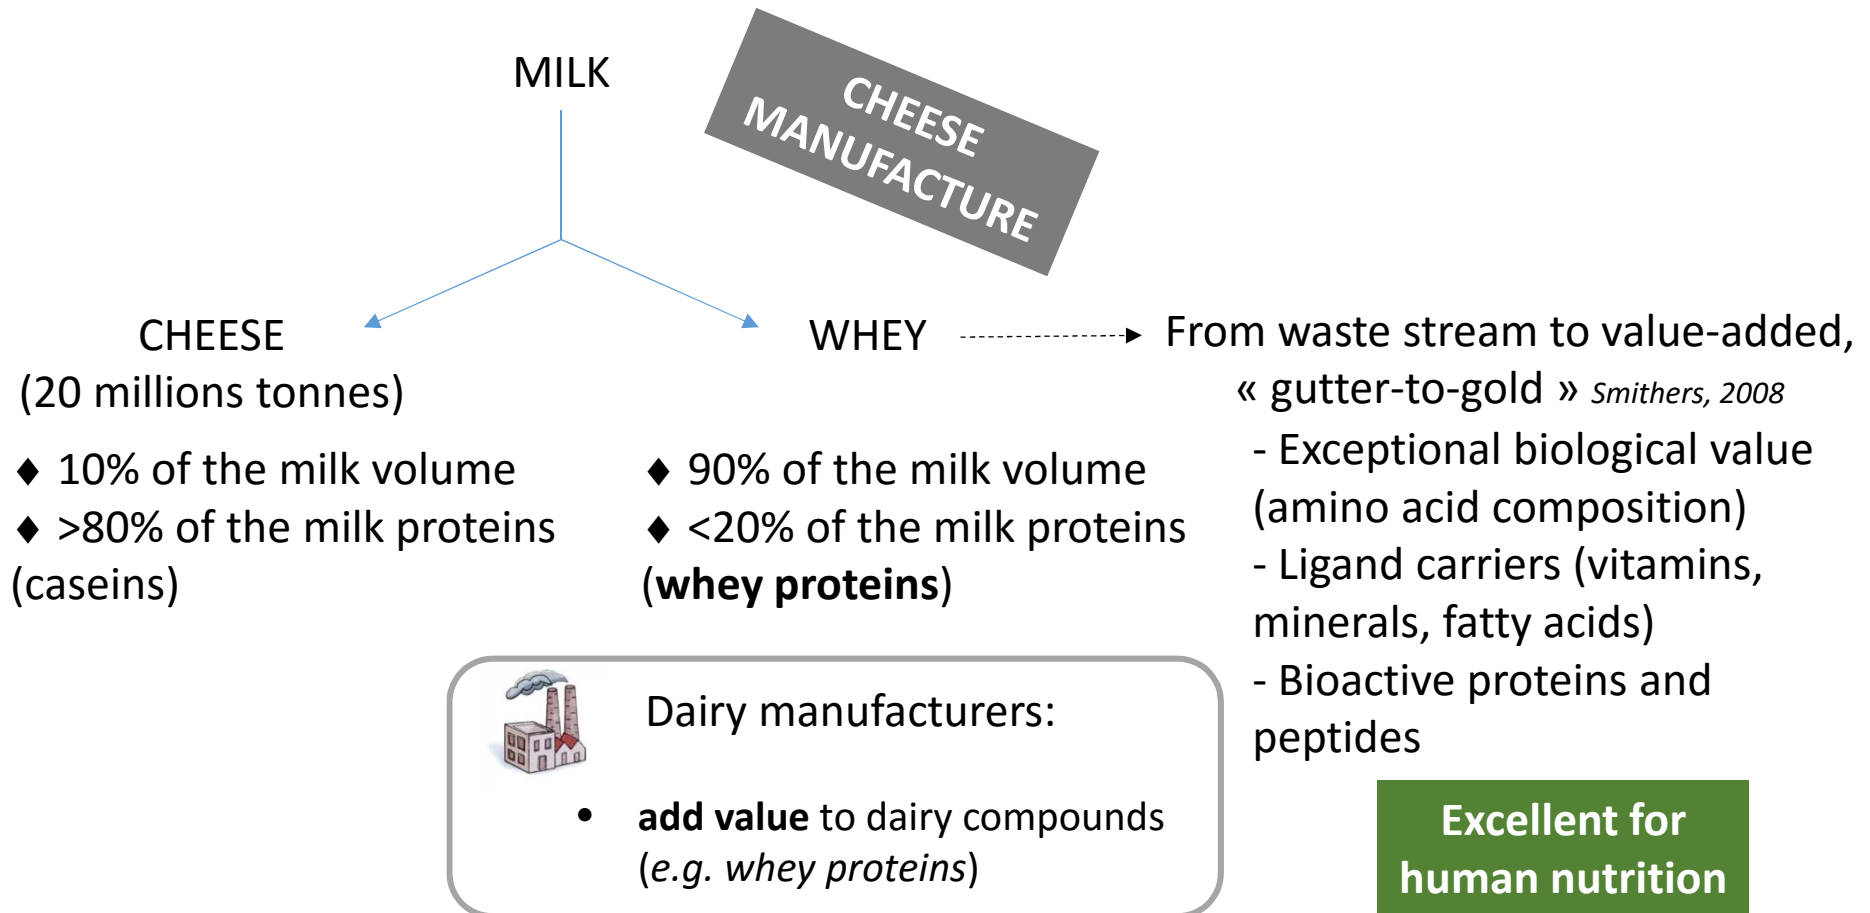 MILK
CHEESE
MANUFACTURE
CHEESE
(20 millions tonnes)
♦ 10% of the milk volume
♦ >80% of the milk proteins
(caseins)
WHEY
♦ 90% of the milk volume
♦ <20% of the milk proteins
(whey proteins)
From waste stream to value-added,
« gutter-to-gold » Smithers, 2008
- Exceptional biological value
(amino acid composition)
- Ligand carriers (vitamins,
minerals, fatty acids)
- Bioactive proteins and
peptides
Dairy manufacturers:
• add value to dairy compounds
(e.g. whey proteins)
Excellent for
human nutrition